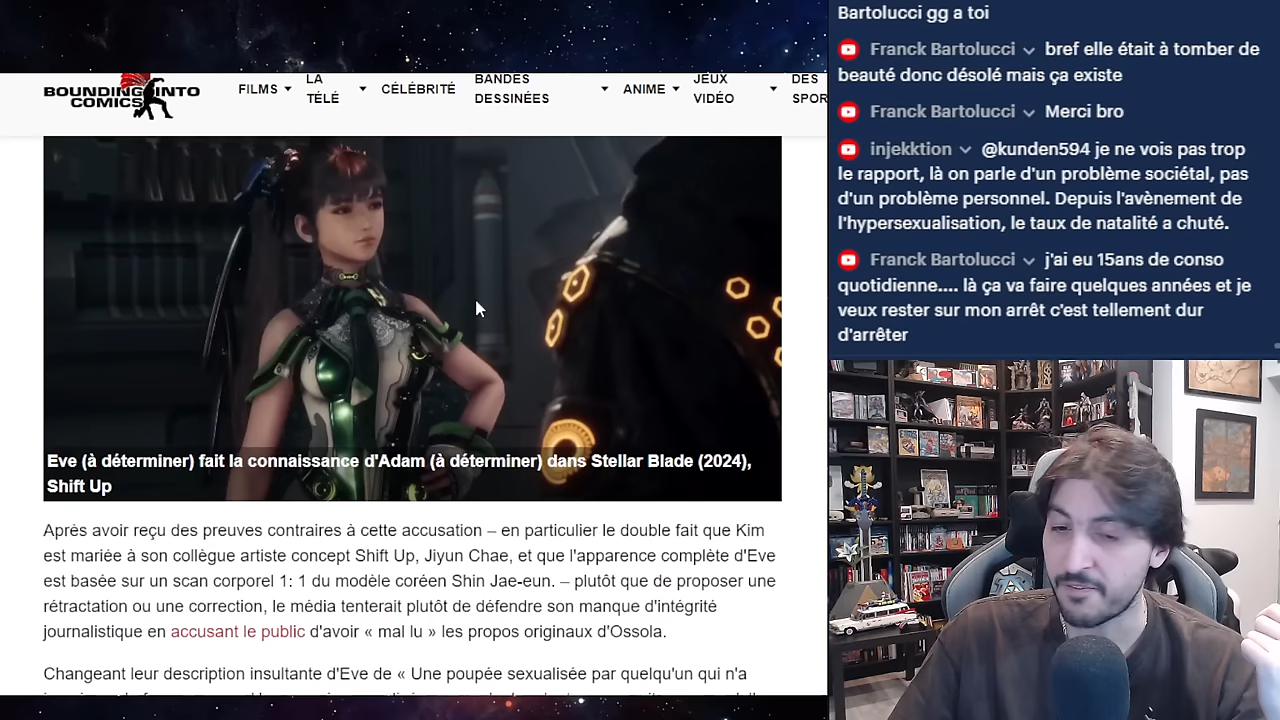 BOUNDING INTO
COMICS
FILMS
LA
TÉLÉ
CÉLÉBRITÉ
BANDES
DESSINÉES
ANIME
JEUX
VIDÉO
DES
SPOR
Eve (à déterminer) fait la connaissance d'Adam (à déterminer) dans Stellar Blade (2024),
Shift Up
Après avoir reçu des preuves contraires à cette accusation – en particulier le double fait que Kim
est mariée à son collègue artiste concept Shift Up, Jiyun Chae, et que l'apparence complète d'Eve
est basée sur un scan corporel 1: 1 du modèle coréen Shin Jae-eun. – plutôt que de proposer une
rétractation ou une correction, le média tenterait plutôt de défendre son manque d'intégrité
journalistique en accusant le public d'avoir « mal lu » les propos originaux d'Ossola.
Changeant leur description insultante d'Eve de « Une poupée sexualisée par quelqu'un qui n'a
Bartolucci gg a toi
Franck Bartolucci bref elle était à tomber de
beauté donc désolé mais ça existe
Franck Bartolucci Merci bro
injekktion @kunden594 je ne vois pas trop
le rapport, là on parle d'un problème sociétal, pas
d'un problème personnel. Depuis l'avènement de
l'hypersexualisation, le taux de natalité a chuté.
Franck Bartolucci j'ai eu 15ans de conso
quotidienne.... là ça va faire quelques années et je
veux rester sur mon arrêt c'est tellement dur
d'arrêter